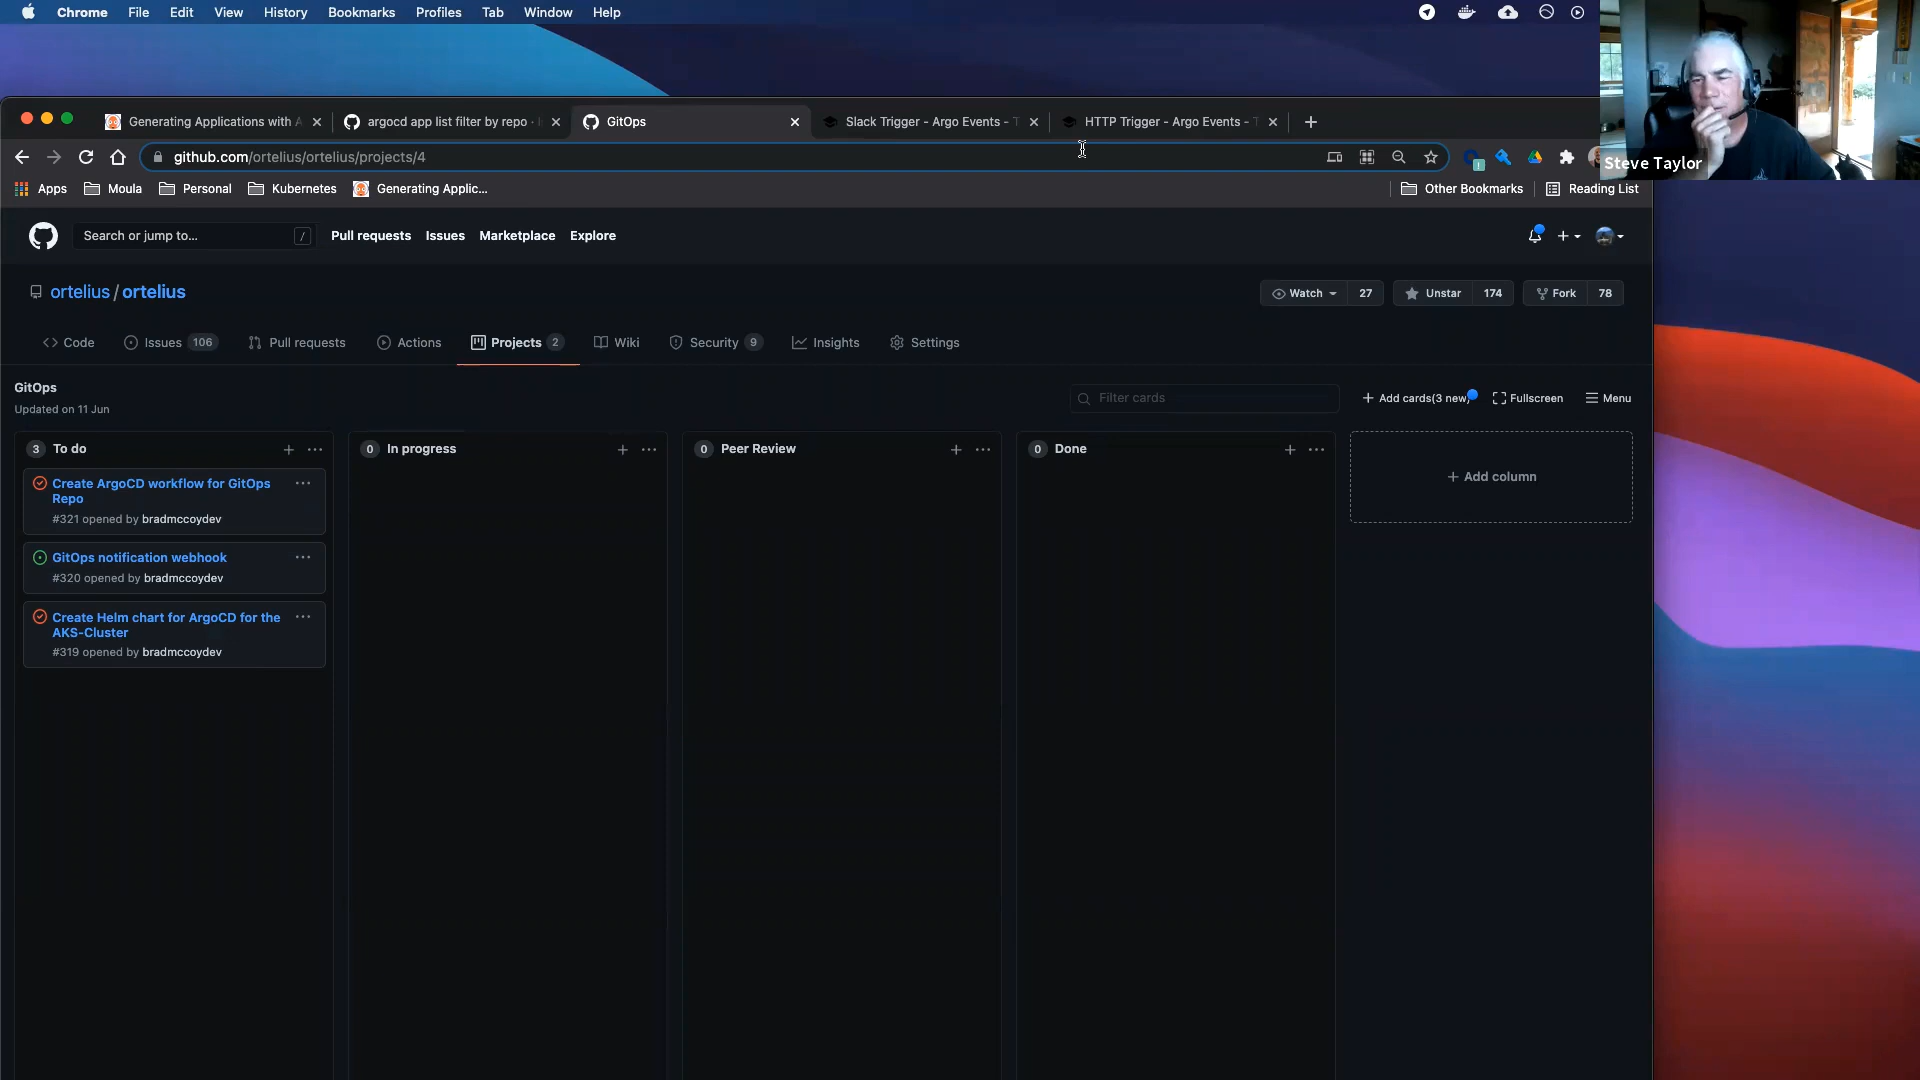 Chrome File Edit View History Bookmarks Profiles Tab Window Help
Generating Applications with A
argocd app list filter by repo ·
GitOps
Slack Trigger - Argo Events - T
HTTP Trigger - Argo Events -
github.com/ortelius/ortelius/projects/4
Steve Taylor
Apps Moula Personal Kubernetes Generating Applic... Other Bookmarks Reading List
Search or jump to... / Pull requests Issues Marketplace Explore
ortelius / ortelius
Watch 27 Unstar 174 Fork 78
Code Issues 106 Pull requests Actions Projects 2 Wiki Security 9 Insights Settings
GitOps
Updated on 11 Jun
Filter cards
+ Add cards(3 new) Fullscreen Menu
3 To do
Create ArgoCD workflow for GitOps
Repo
#321 opened by bradmccoydev
GitOps notification webhook
#320 opened by bradmccoydev
Create Helm chart for ArgoCD for the
AKS-Cluster
#319 opened by bradmccoydev
0 In progress
0 Peer Review
0 Done
+ Add column